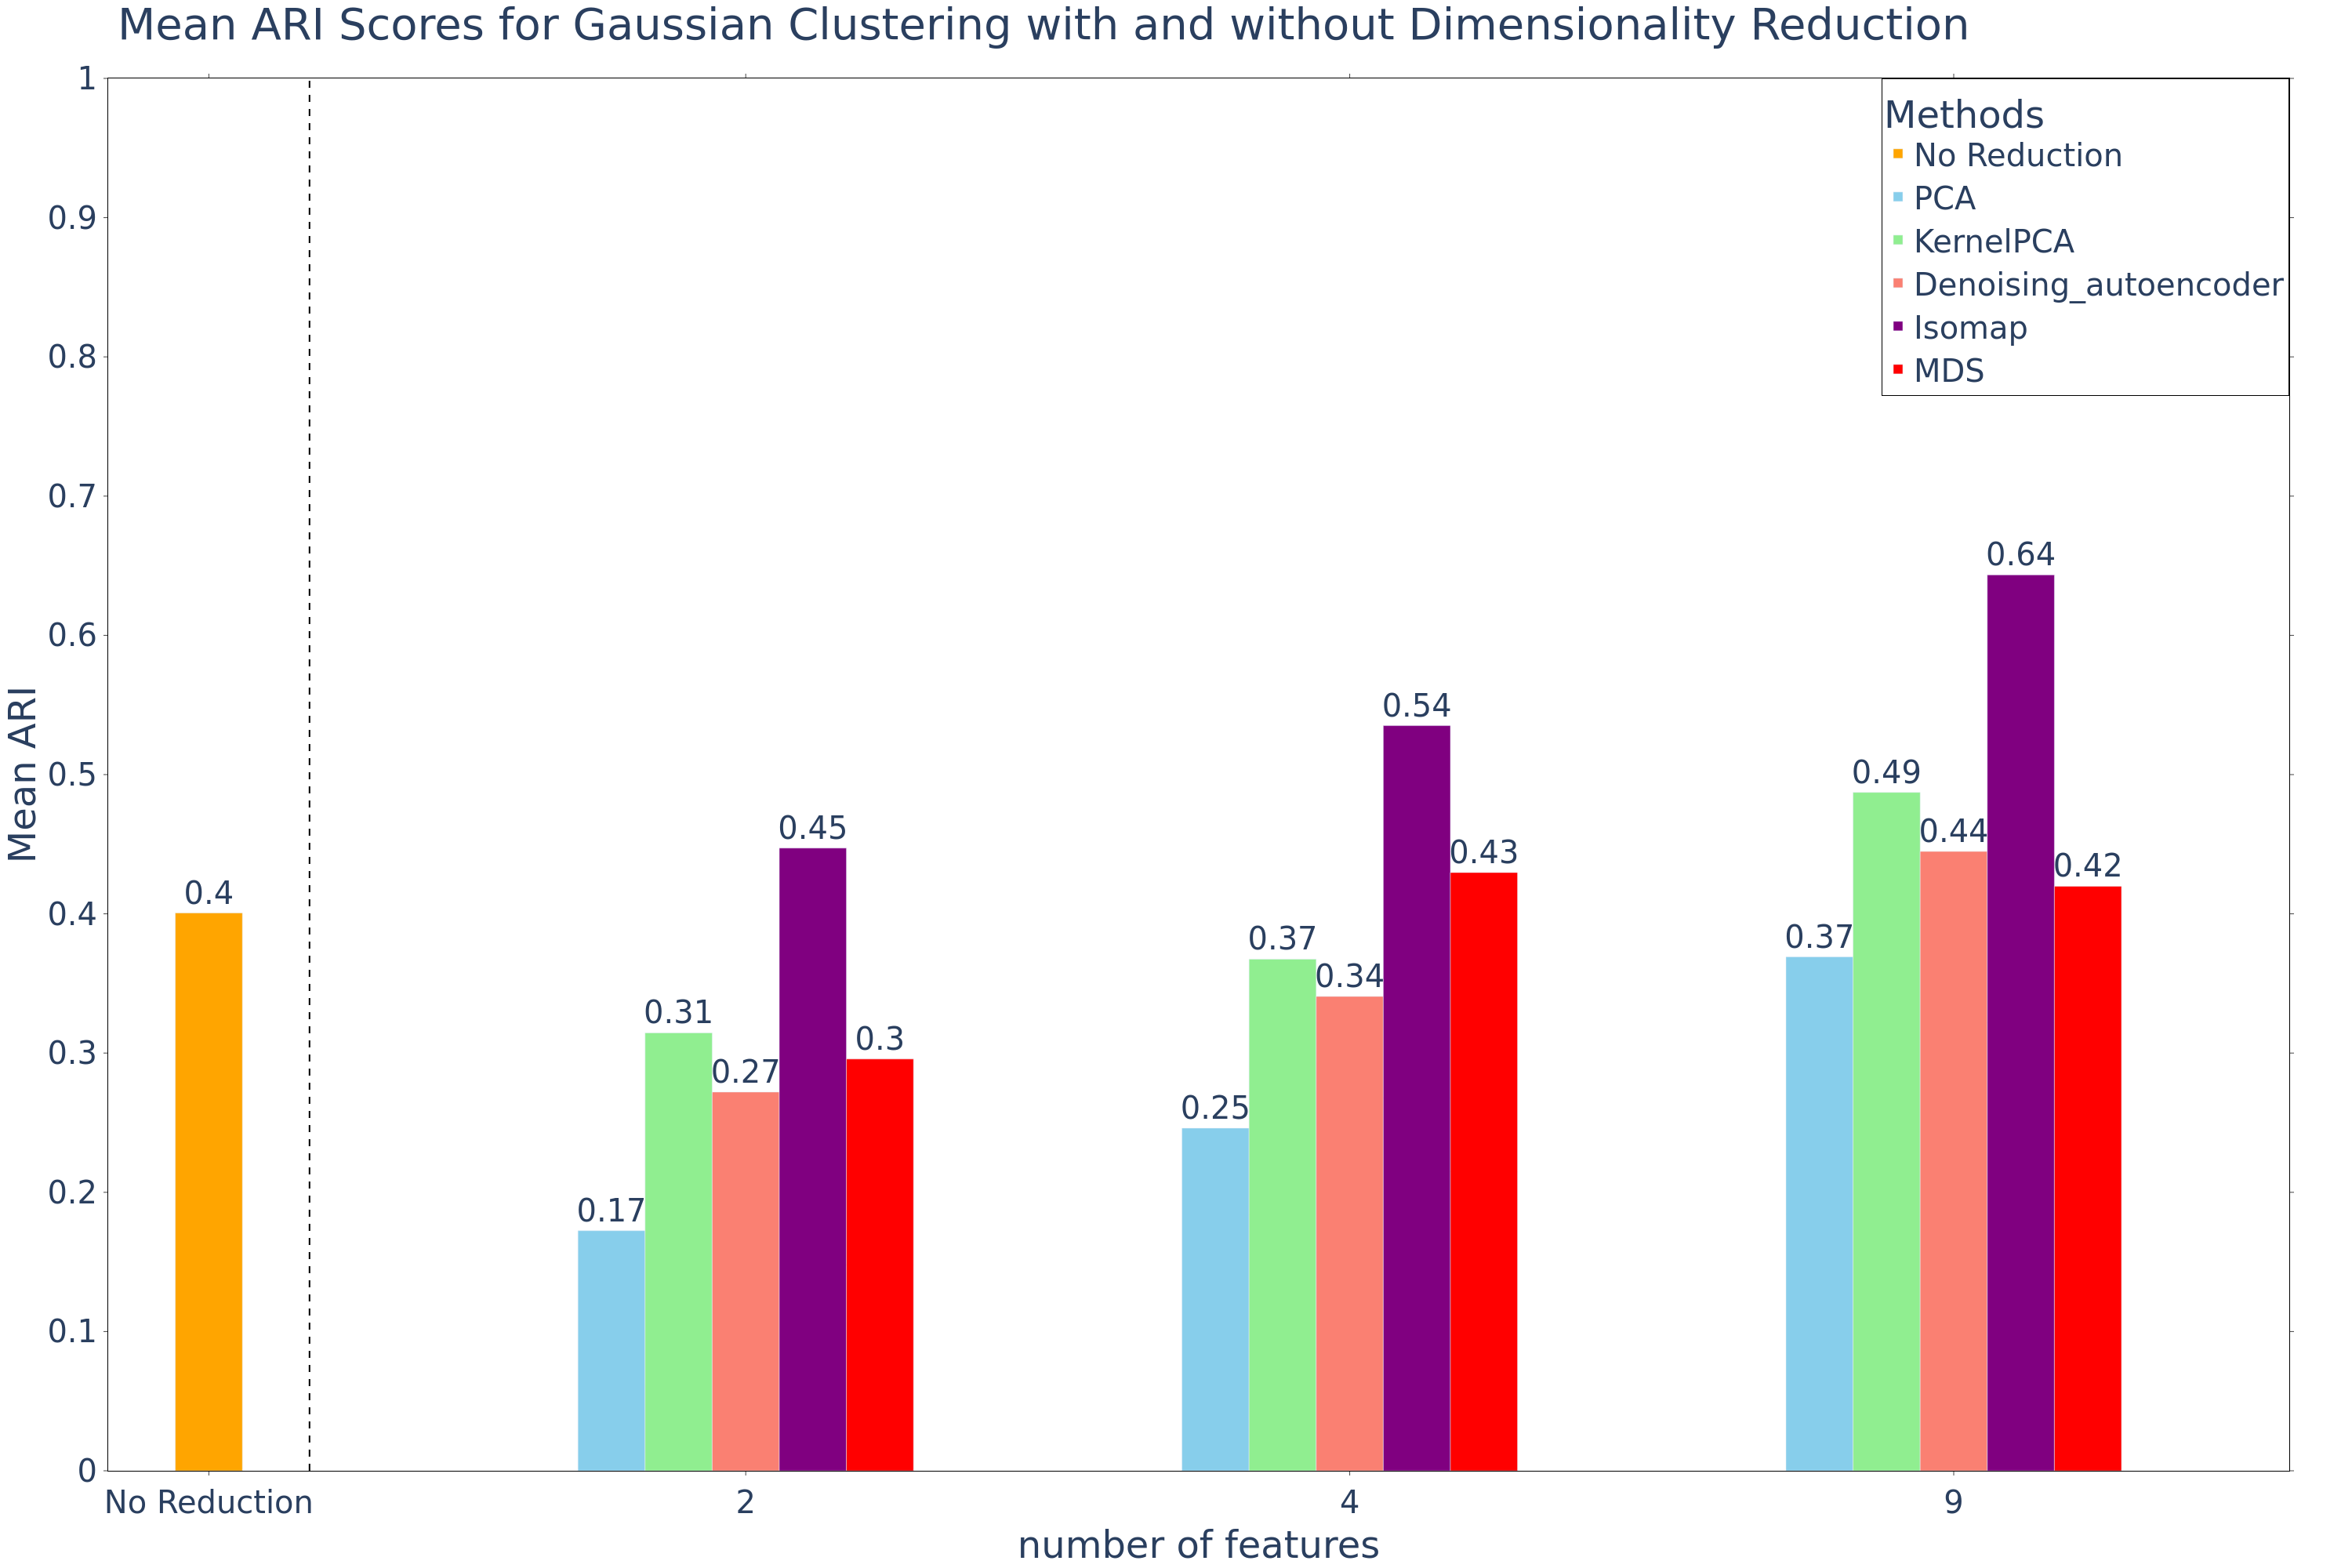 Mean ARI Scores for Gaussian Clustering with and without Dimensionality Reduction
Methods
No Reduction
PCA
KernelPCA
Denoising_autoencoder
Isomap
MDS
Mean ARI
1
0.9
0.8
0.7
0.6
0.5
0.4
0.3
0.2
0.1
0
0.4
0.17
0.31
0.27
0.45
0.3
0.25
0.37
0.34
0.54
0.43
0.37
0.49
0.44
0.64
0.42
No Reduction
2
4
9
number of features